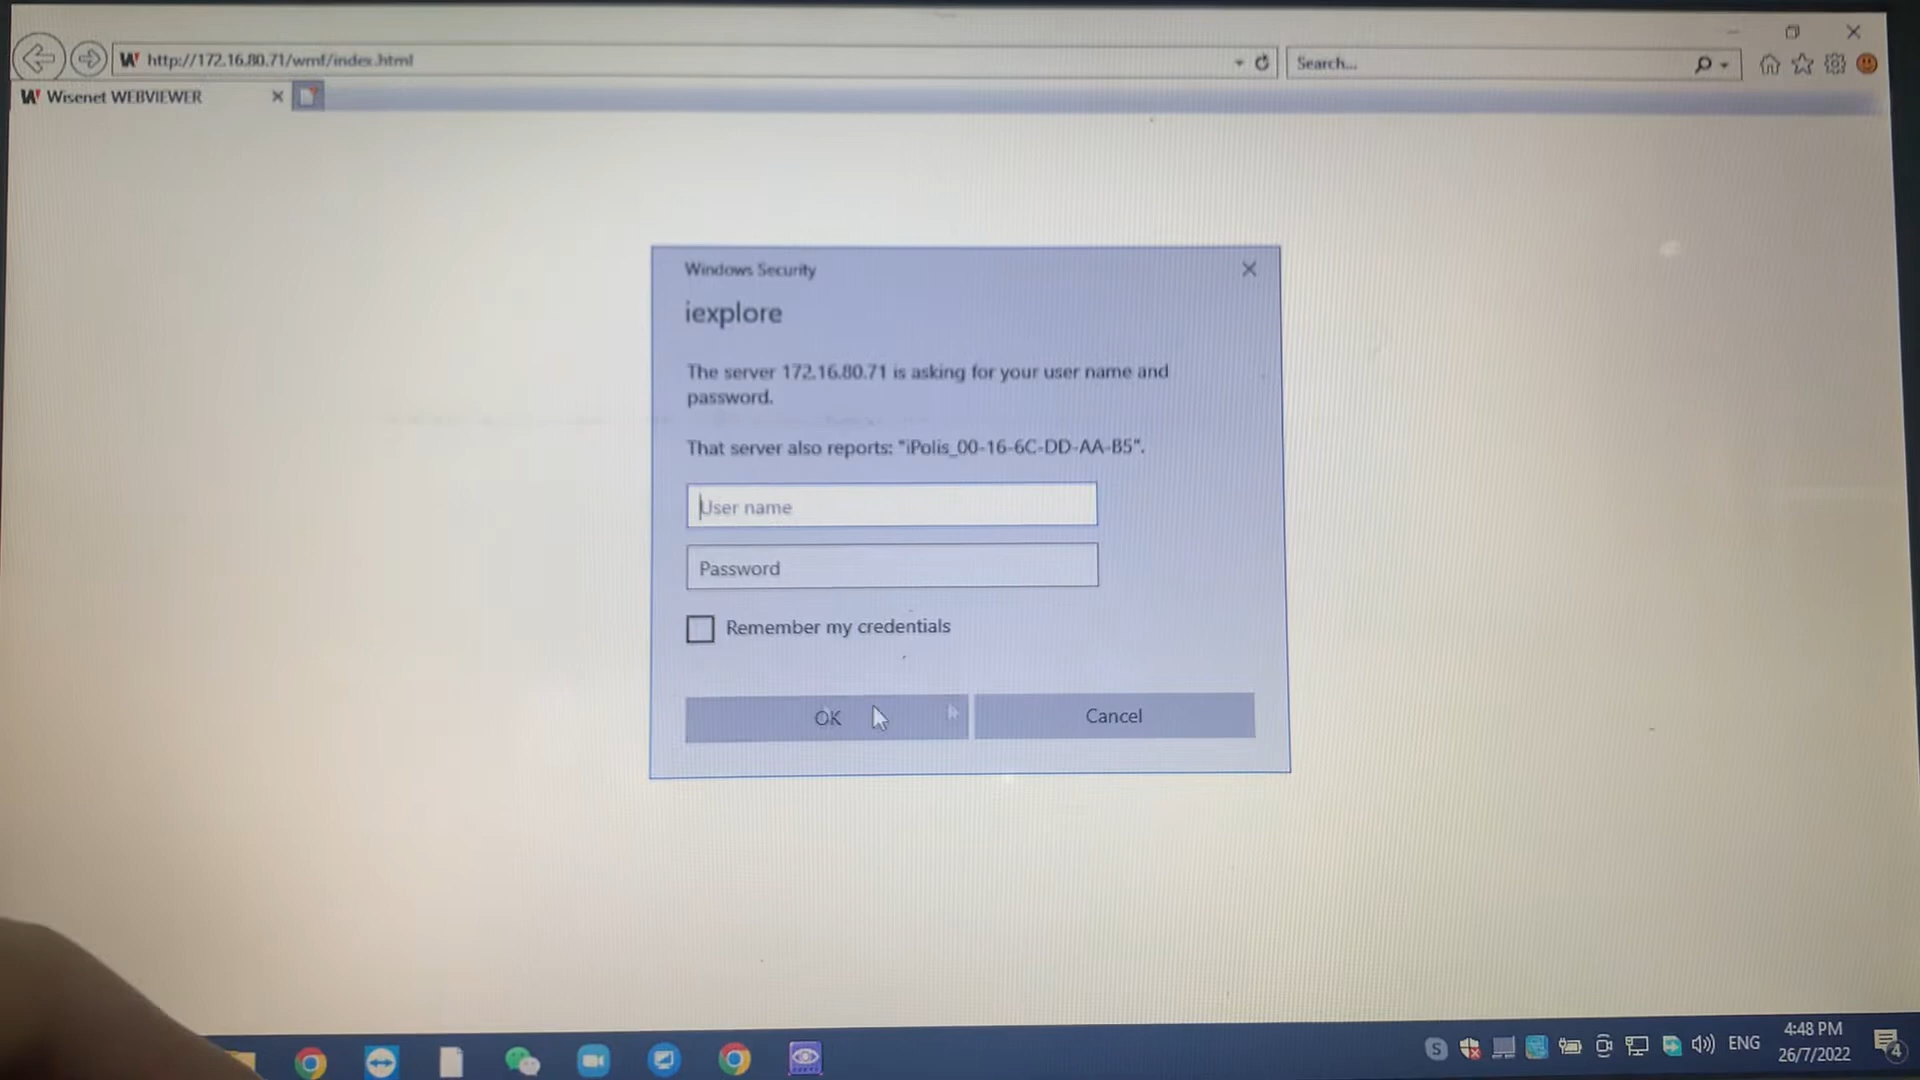 http://172.16.80.71/wmf/index.html
Search...
Wisenet WEBVIEWER
Windows Security
iexplore
The server 172.16.80.71 is asking for your user name and
password.
That server also reports: "iPolis_00-16-6C-DD-AA-B5".
User name
Password
Remember my credentials
OK
Cancel
ENG
4:48 PM
26/7/2022
4